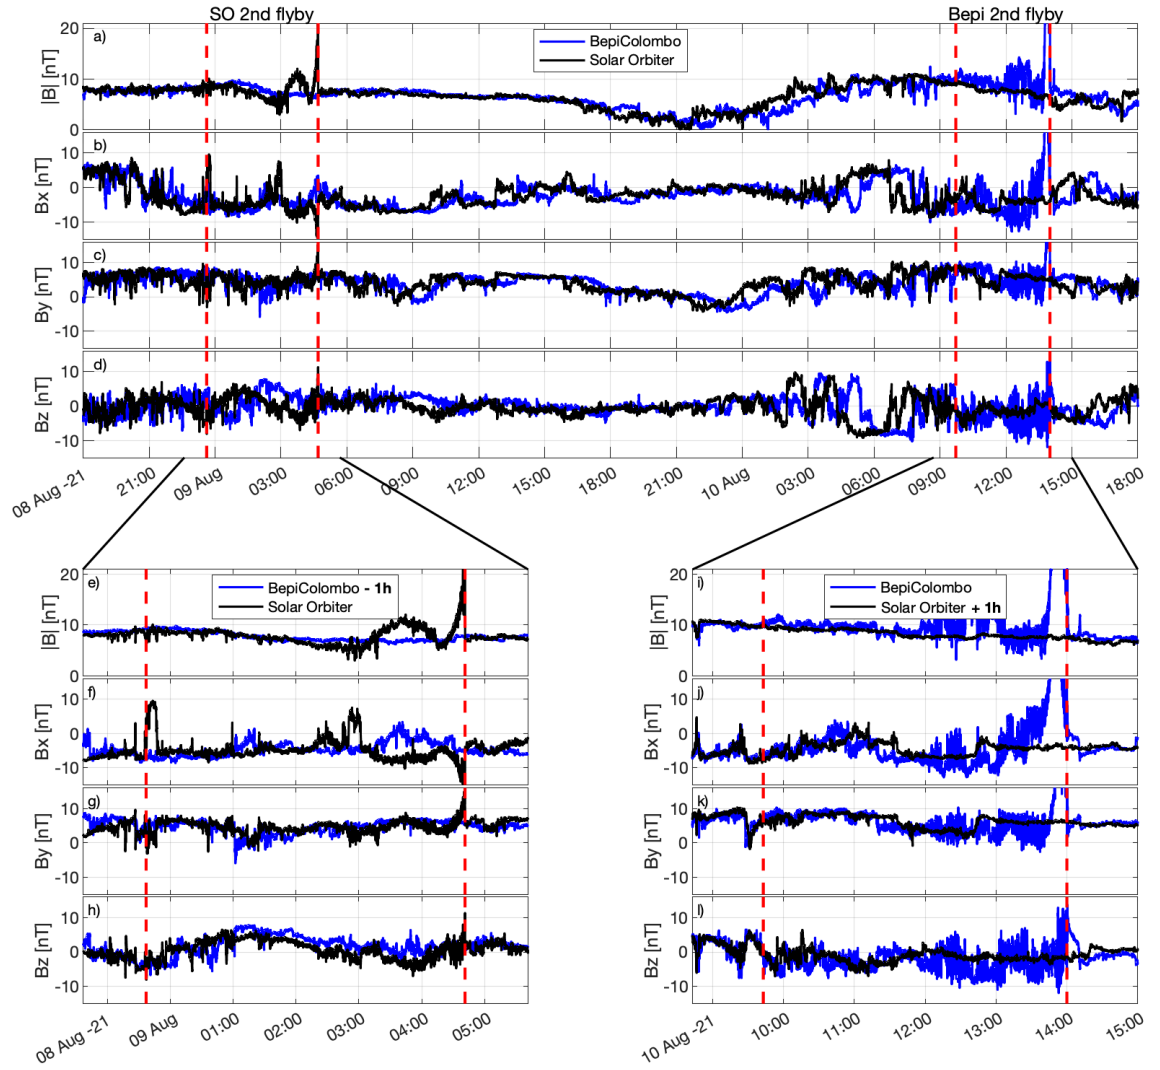 SO 2nd flyby Bepi 2nd flyby
a)
BepiColombo
Solar Orbiter
|B| [nT]
20
10
0
b)
Bx [nT]
10
0
-10
c)
By [nT]
10
0
-10
d)
Bz [nT]
10
0
-10
08 Aug -21 21:00 09 Aug 03:00 06:00 09:00 12:00 15:00 18:00 21:00 10 Aug 03:00 06:00 09:00 12:00 15:00 18:00
e)
BepiColombo - 1h
Solar Orbiter
|B| [nT]
20
10
0
f)
Bx [nT]
10
0
-10
g)
By [nT]
10
0
-10
h)
Bz [nT]
10
0
-10
08 Aug -21 09 Aug 01:00 02:00 03:00 04:00 05:00
i)
BepiColombo
Solar Orbiter + 1h
|B| [nT]
20
10
0
j)
Bx [nT]
10
0
-10
k)
By [nT]
10
0
-10
l)
Bz [nT]
10
0
-10
10 Aug -21 10:00 11:00 12:00 13:00 14:00 15:00